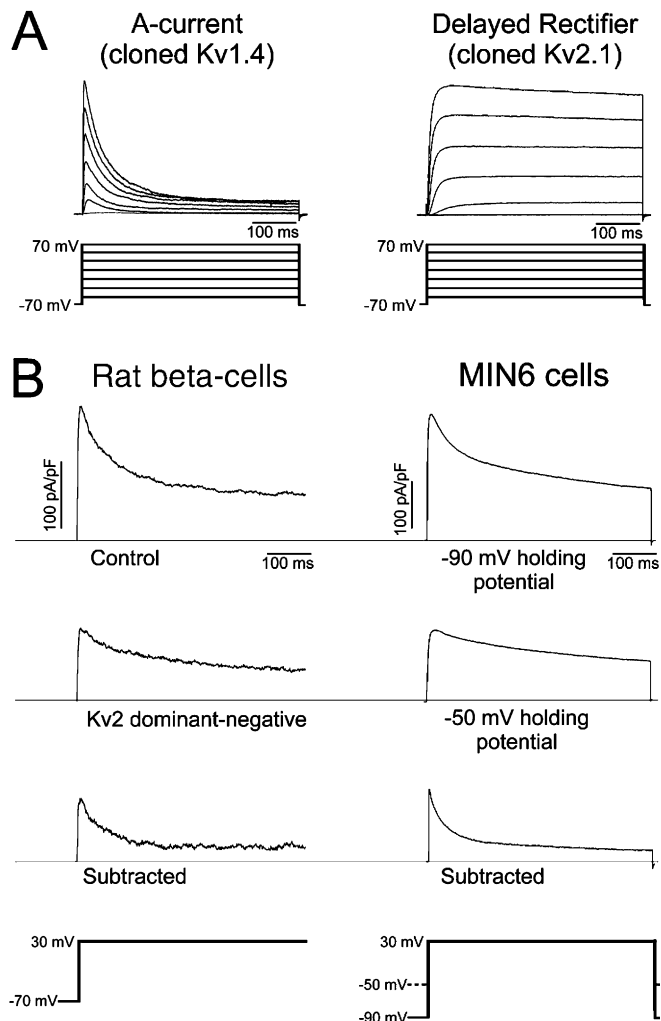 A
A-current
(cloned Kv1.4)
Delayed Rectifier
(cloned Kv2.1)
100 ms
100 ms
70 mV
-70 mV
70 mV
-70 mV
B
Rat beta-cells
MIN6 cells
100 pA/pF
100 pA/pF
Control
100 ms
-90 mV holding
potential
100 ms
Kv2 dominant-negative
-50 mV holding
potential
Subtracted
Subtracted
30 mV
-70 mV
30 mV
-50 mV
-90 mV